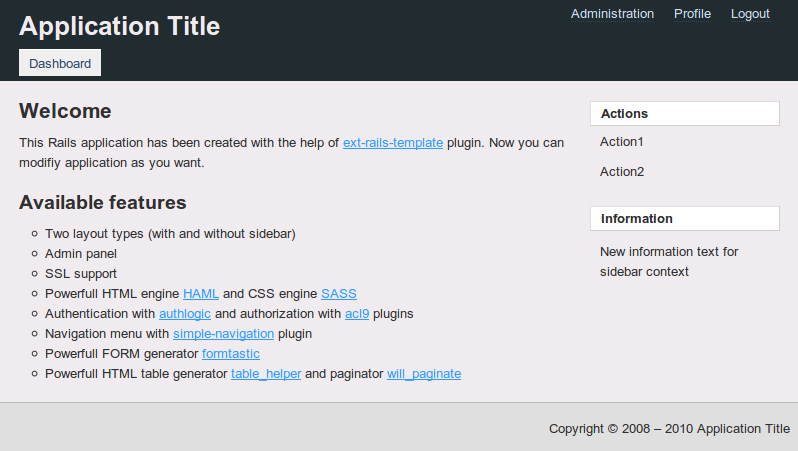 Application Title
Administration Profile Logout
Dashboard
Welcome
This Rails application has been created with the help of ext-rails-template plugin. Now you can
modifiy application as you want.
Available features
Two layout types (with and without sidebar)
Admin panel
SSL support
Powerfull HTML engine HAML and CSS engine SASS
Authentication with authlogic and authorization with acl9 plugins
Navigation menu with simple-navigation plugin
Powerfull FORM generator formtastic
Powerfull HTML table generator table_helper and paginator will_paginate
Actions
Action1
Action2
Information
New information text for
sidebar context
Copyright © 2008 – 2010 Application Title